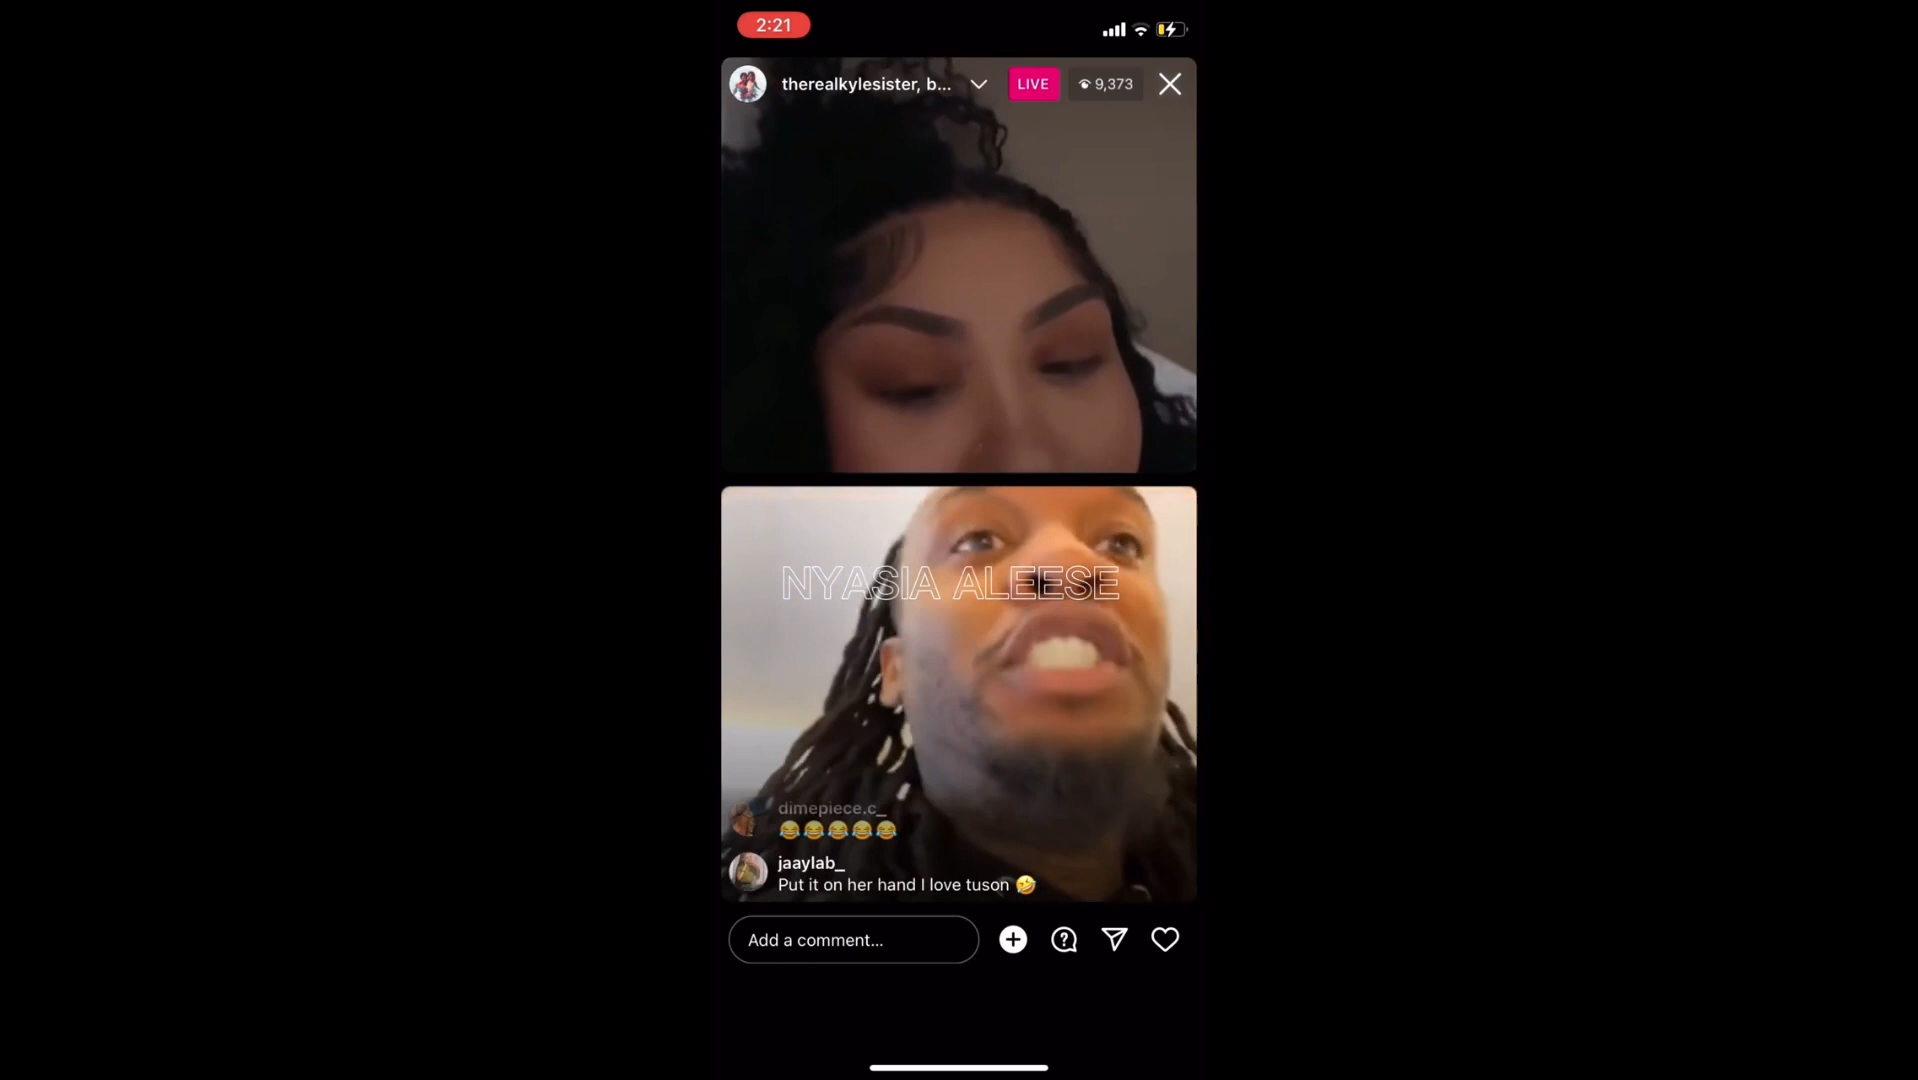 2:21
therealkylesister, b...
LIVE
9,373
NYASIA ALEESE
dimepiece.c_
😂😂😂😂😂
jaaylab_
Put it on her hand I love tuson 🤣
Add a comment...